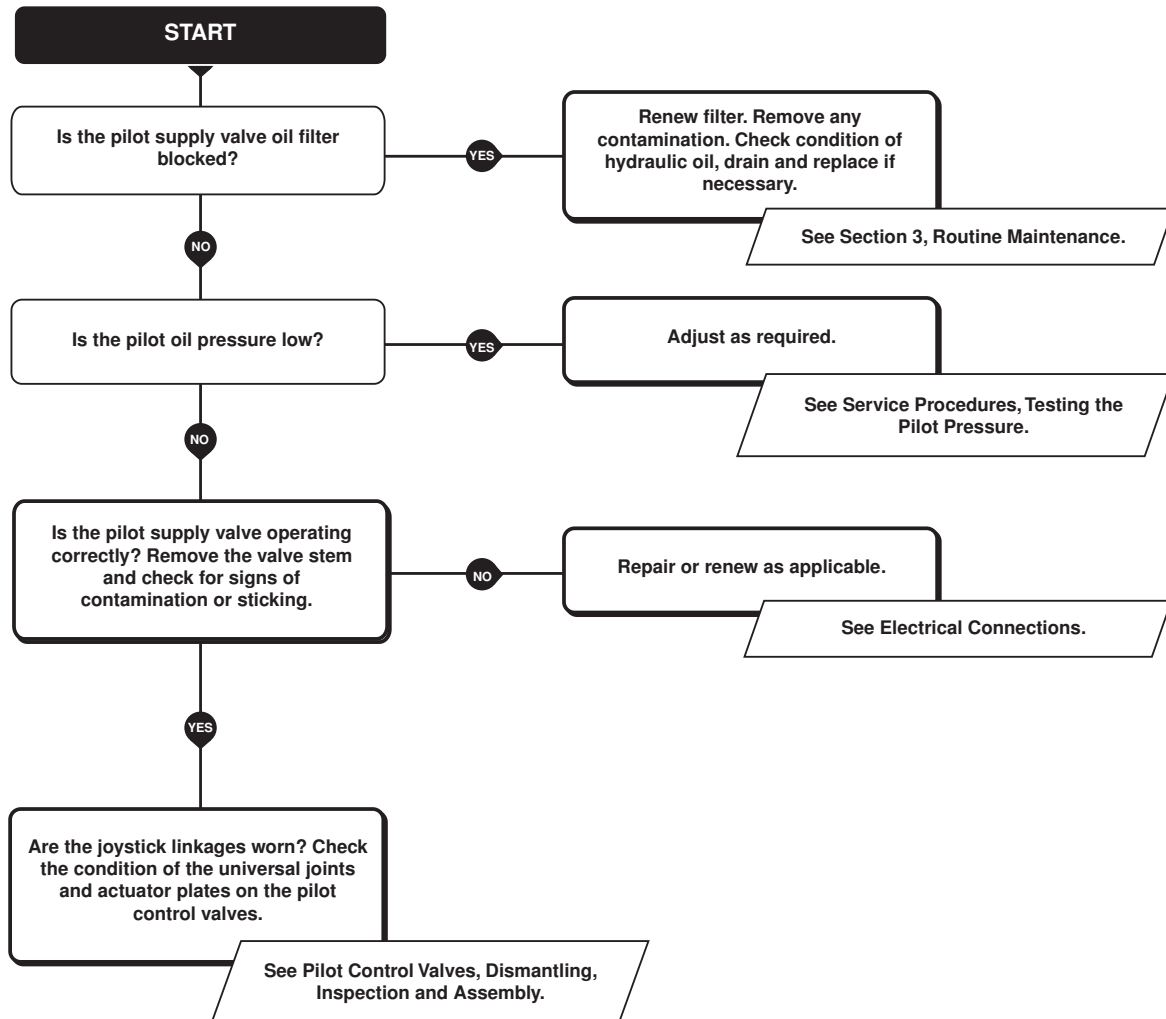 START
Is the pilot supply valve oil filter
blocked?
YES
Renew filter. Remove any
contamination. Check condition of
hydraulic oil, drain and replace if
necessary.
See Section 3, Routine Maintenance.
NO
Is the pilot oil pressure low?
YES
Adjust as required.
See Service Procedures, Testing the
Pilot Pressure.
NO
Is the pilot supply valve operating
correctly? Remove the valve stem
and check for signs of
contamination or sticking.
NO
Repair or renew as applicable.
See Electrical Connections.
YES
Are the joystick linkages worn? Check
the condition of the universal joints
and actuator plates on the pilot
control valves.
See Pilot Control Valves, Dismantling,
Inspection and Assembly.